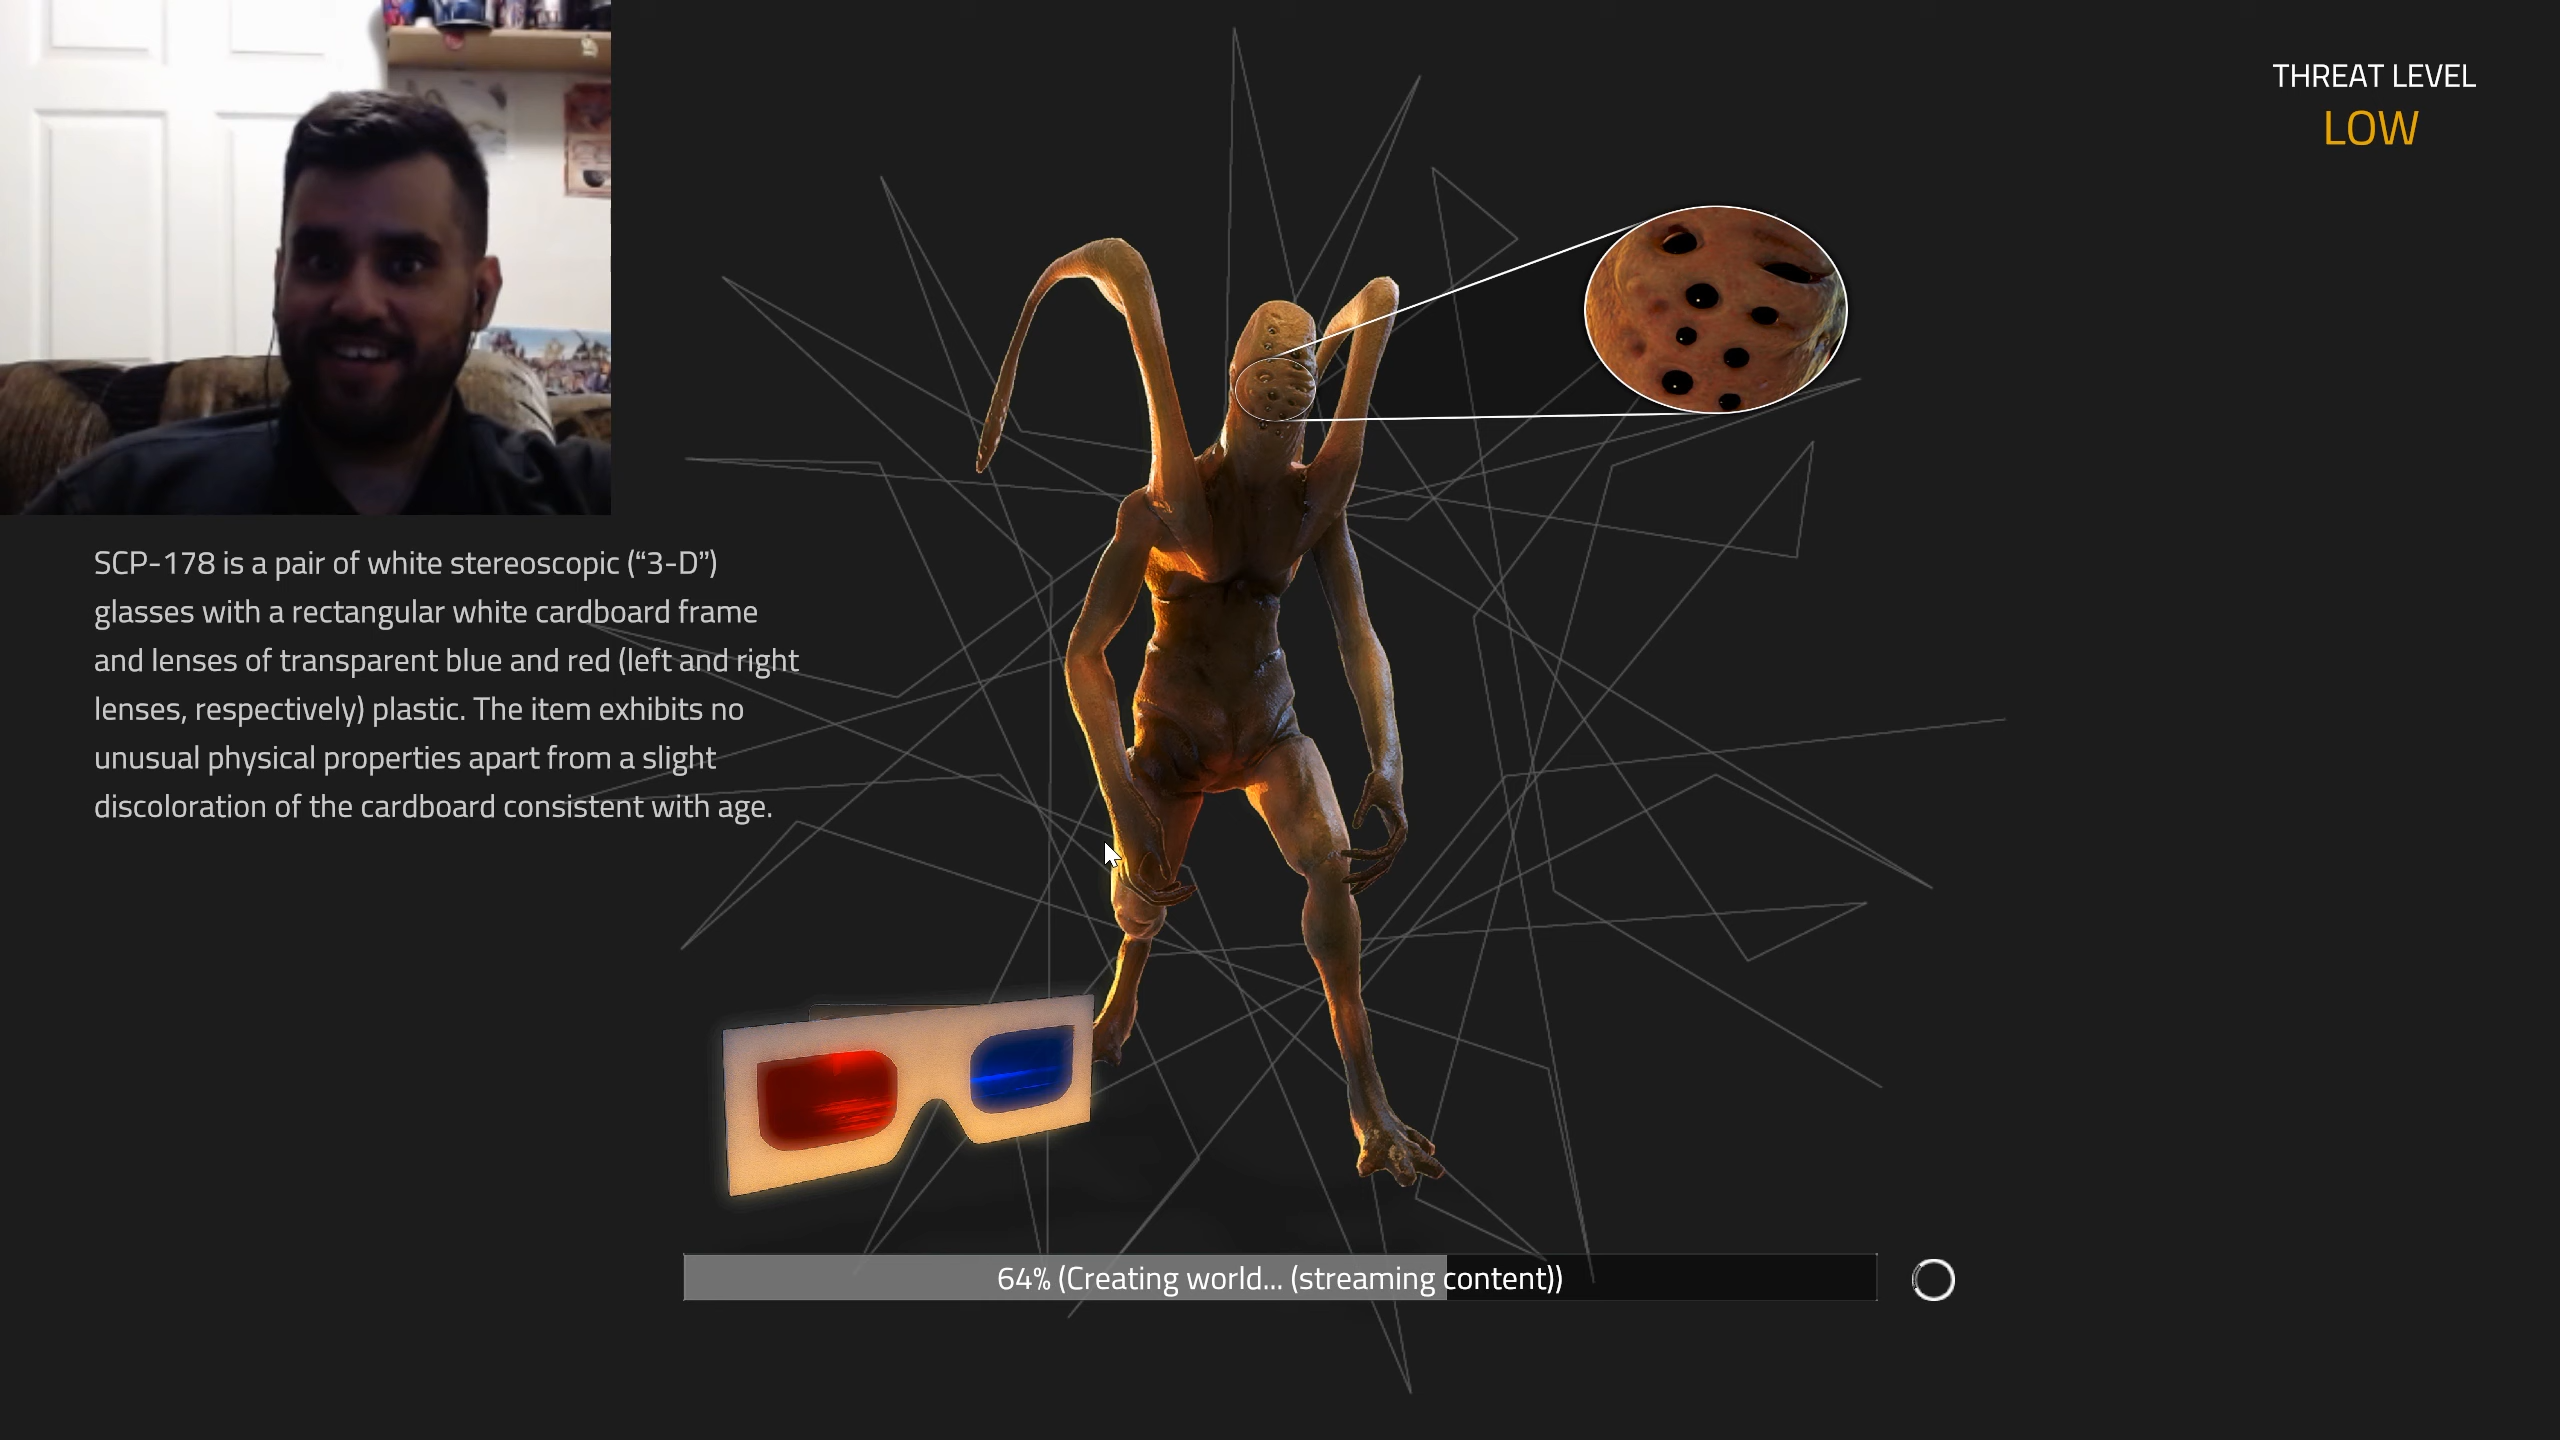 THREAT LEVEL
LOW
SCP-178 is a pair of white stereoscopic (“3-D”)
glasses with a rectangular white cardboard frame
and lenses of transparent blue and red (left and right
lenses, respectively) plastic. The item exhibits no
unusual physical properties apart from a slight
discoloration of the cardboard consistent with age.
64% (Creating world... (streaming content))